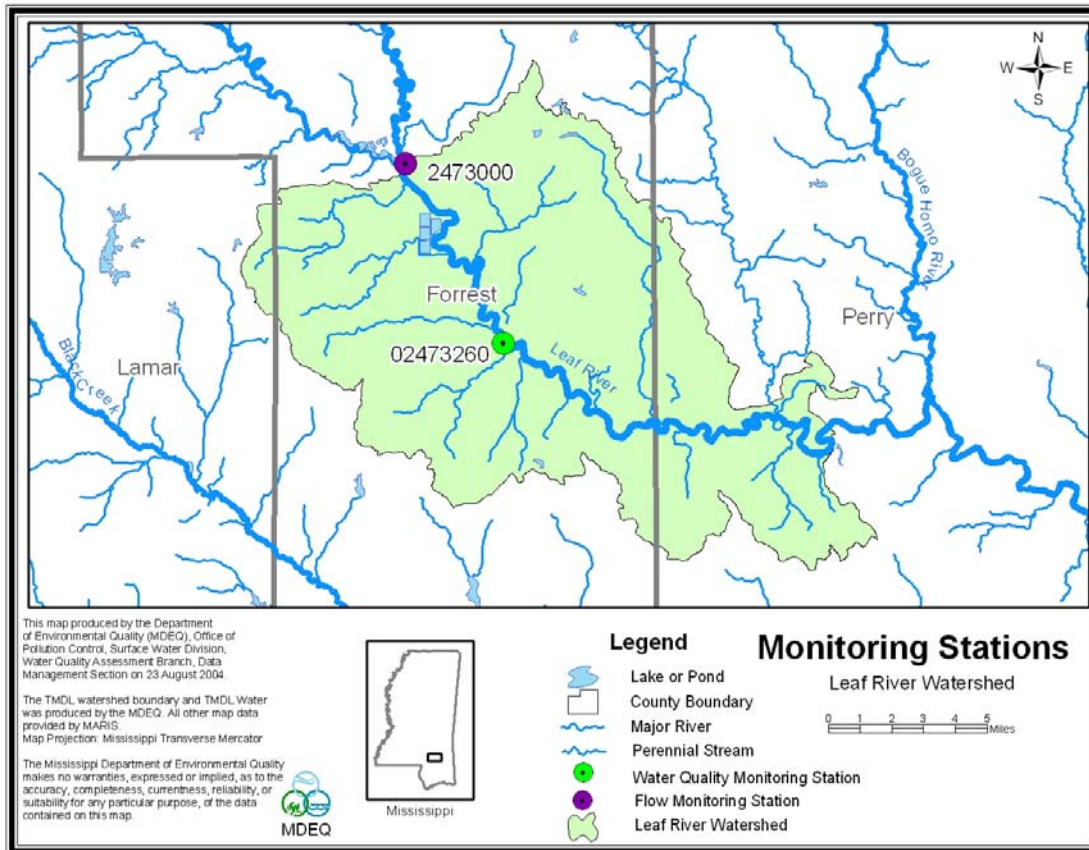 N
W E
S
2473000
Bogue Homo River
Forrest
Perry
02473260
Leaf River
Lamar
Black Creek
This map produced by the Department
of Environmental Quality (MDEQ), Office of
Pollution Control, Surface Water Division,
Water Quality Assessment Branch, Data
Management Section on 23 August 2004.
The TMDL watershed boundary and TMDL Water
was produced by the MDEQ. All other map data
provided by MARIS.
Map Projection: Mississippi Transverse Mercator
The Mississippi Department of Environmental Quality
makes no warranties, expressed or implied, as to the
accuracy, completeness, currentness, reliability, or
suitability for any particular purpose, of the data
contained on this map.
MDEQ
Mississippi
Legend
Lake or Pond
County Boundary
Major River
Perennial Stream
Water Quality Monitoring Station
Flow Monitoring Station
Leaf River Watershed
Monitoring Stations
Leaf River Watershed
0 1 2 3 4 5
Miles